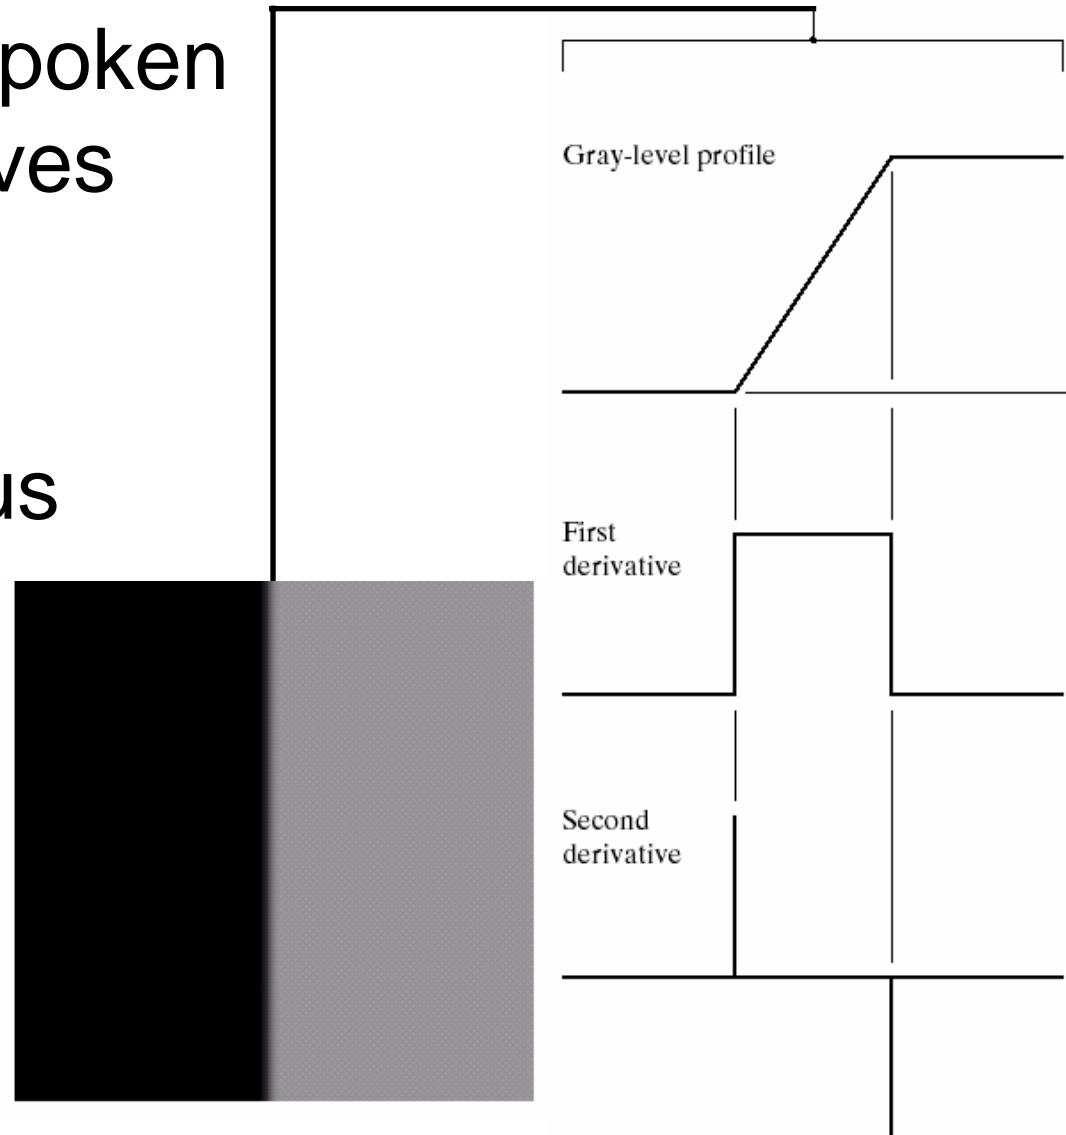 poken
ves
us
Gray-level profile
First
derivative
Second
derivative